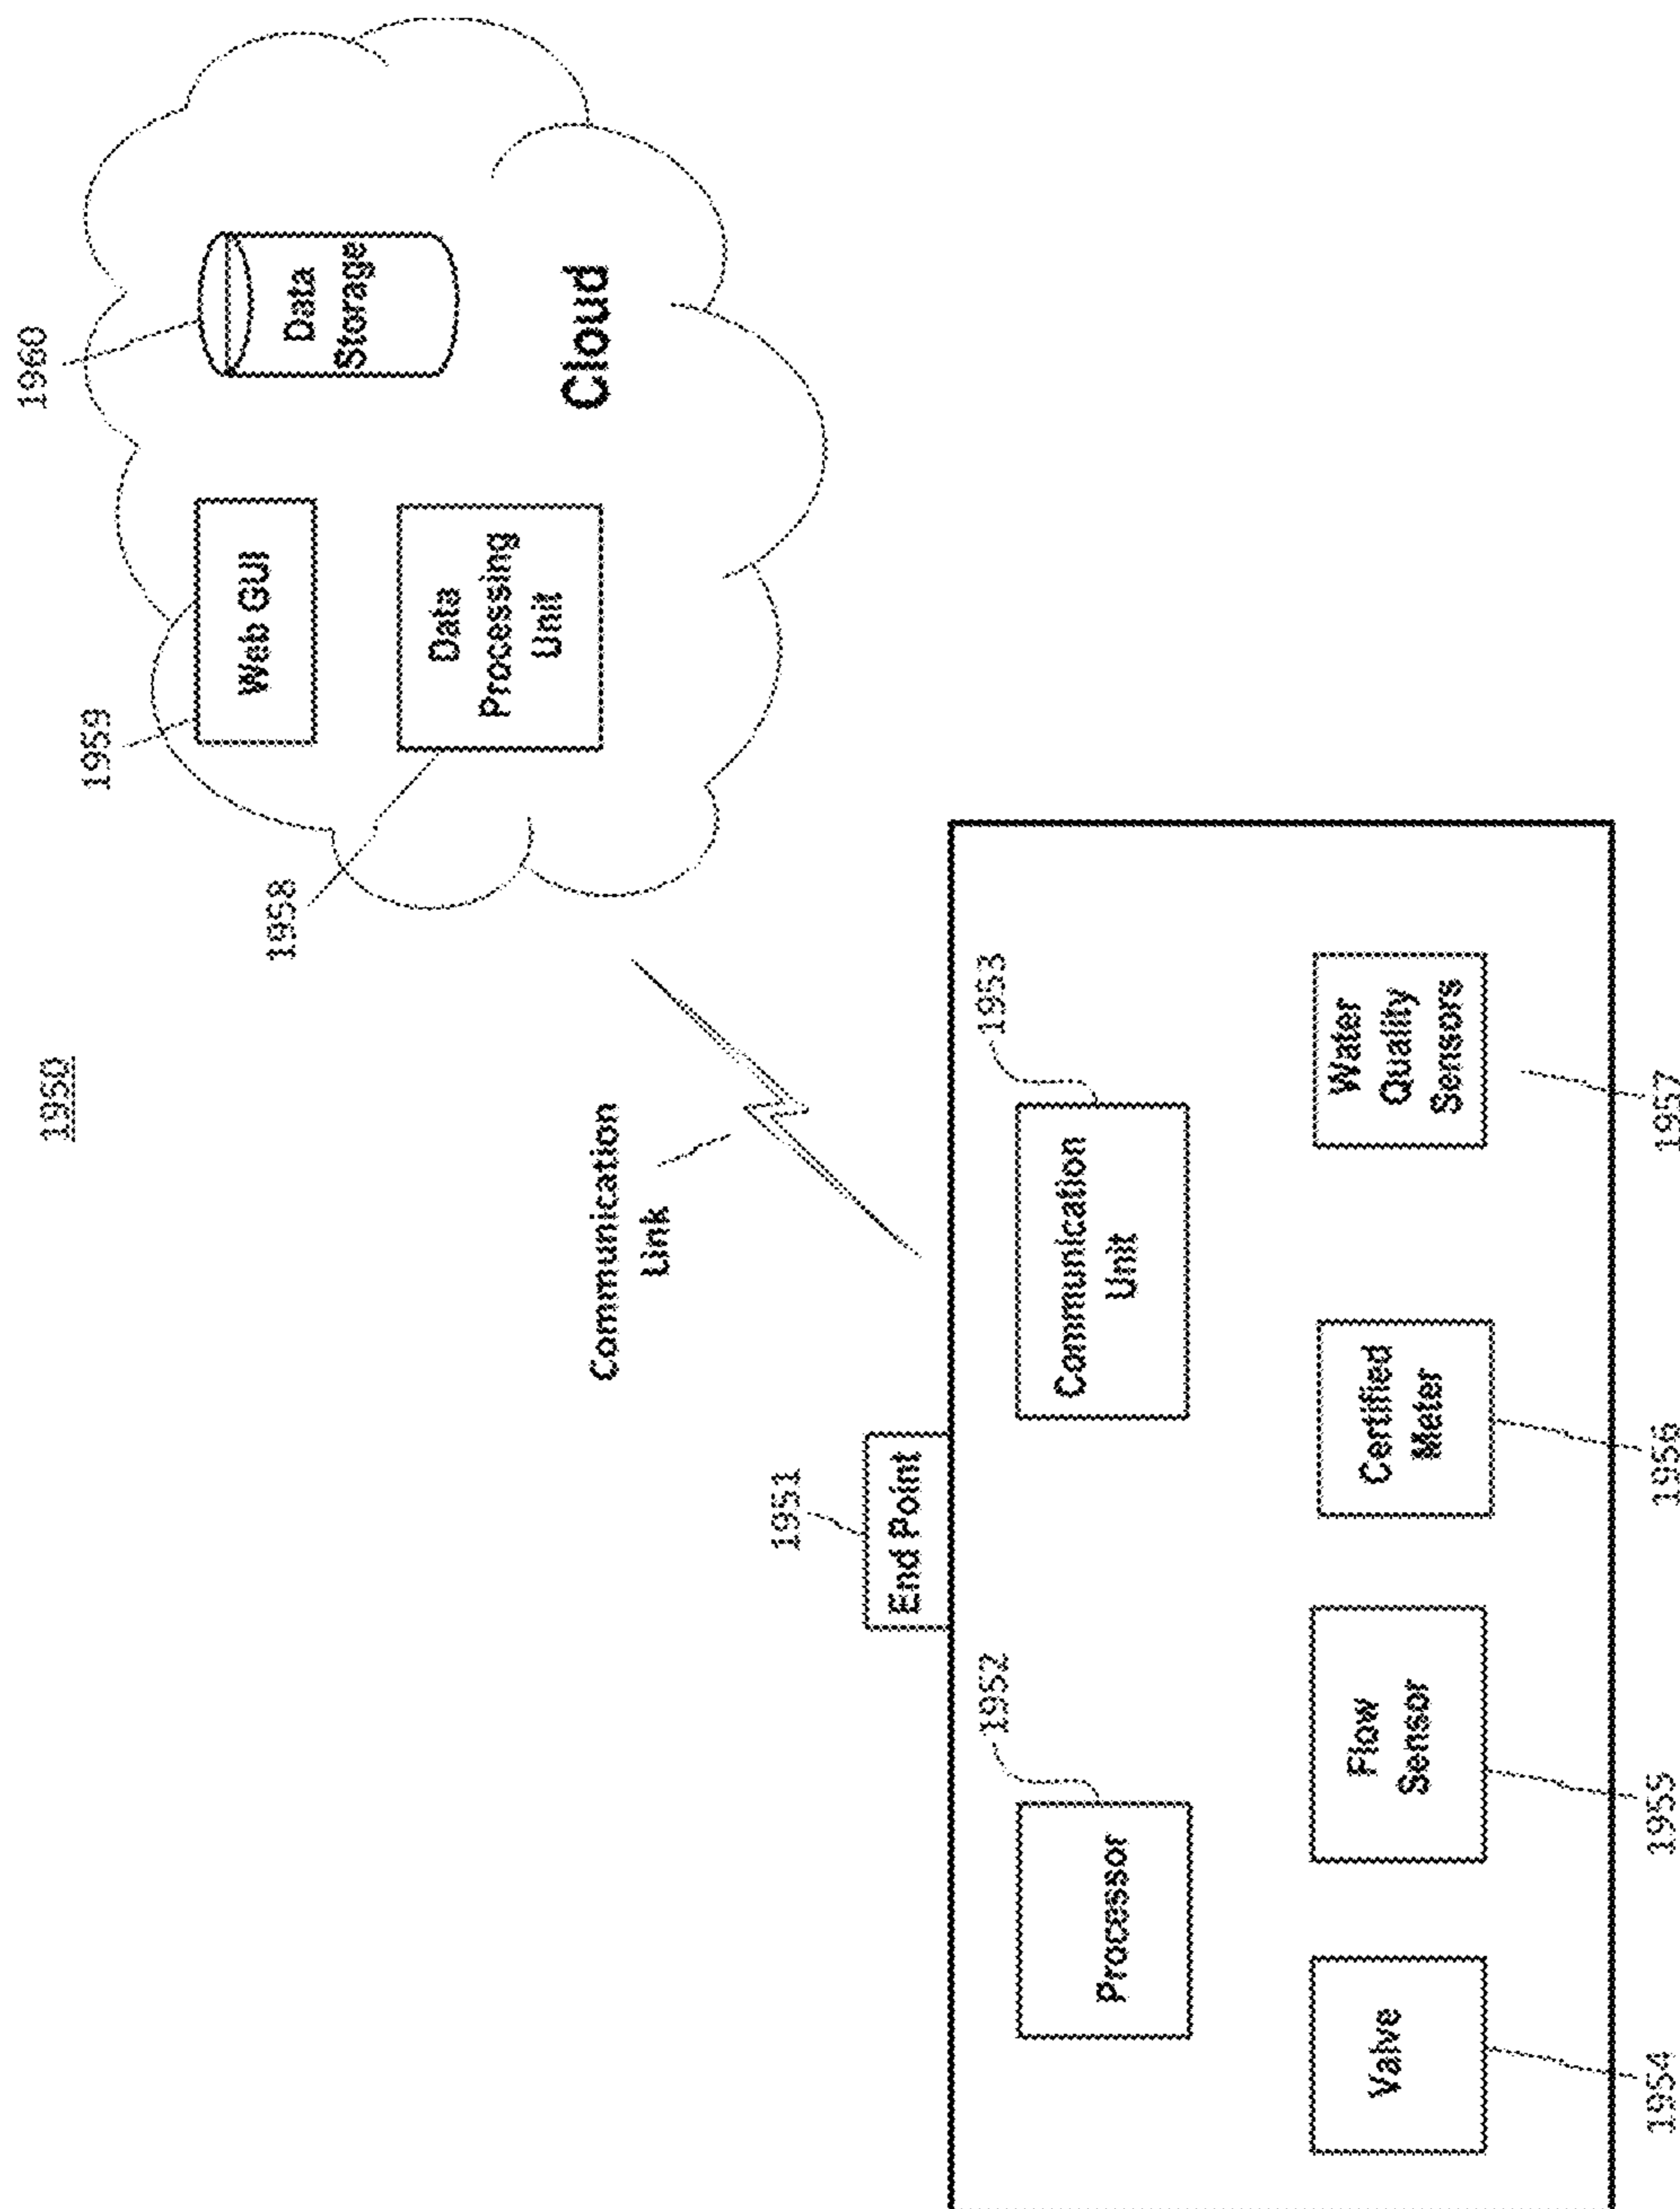 1950
1960
1959
Web GUI
Data
Storage
1958
Data
Processing
Unit
Cloud
Communication
Link
1951
End Point
1952
1953
Processor
Communication
Unit
Valve
Flow
Sensor
Certified
Meter
Water
Quality
Sensors
1954
1955
1956
1957